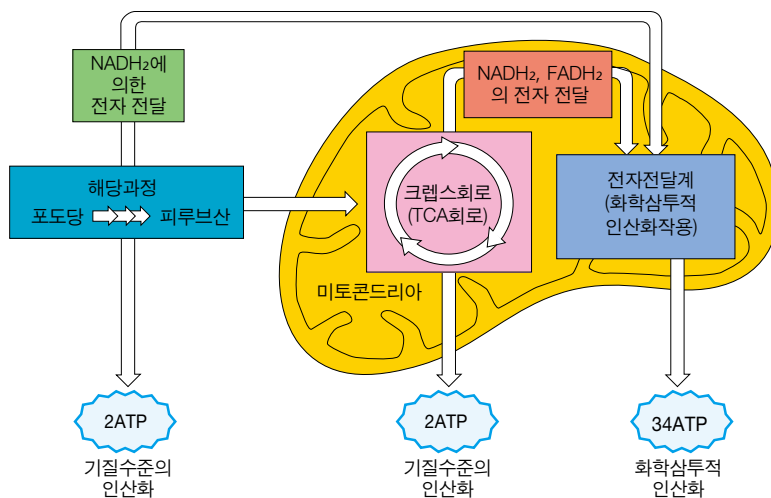 NADH₂에
의한
전자 전달
NADH₂, FADH₂
의 전자 전달
해당과정
포도당 피루브산
크렙스회로
(TCA회로)
전자전달계
(화학삼투적
인산화작용)
미토콘드리아
2ATP
기질수준의
인산화
2ATP
기질수준의
인산화
34ATP
화학삼투적
인산화